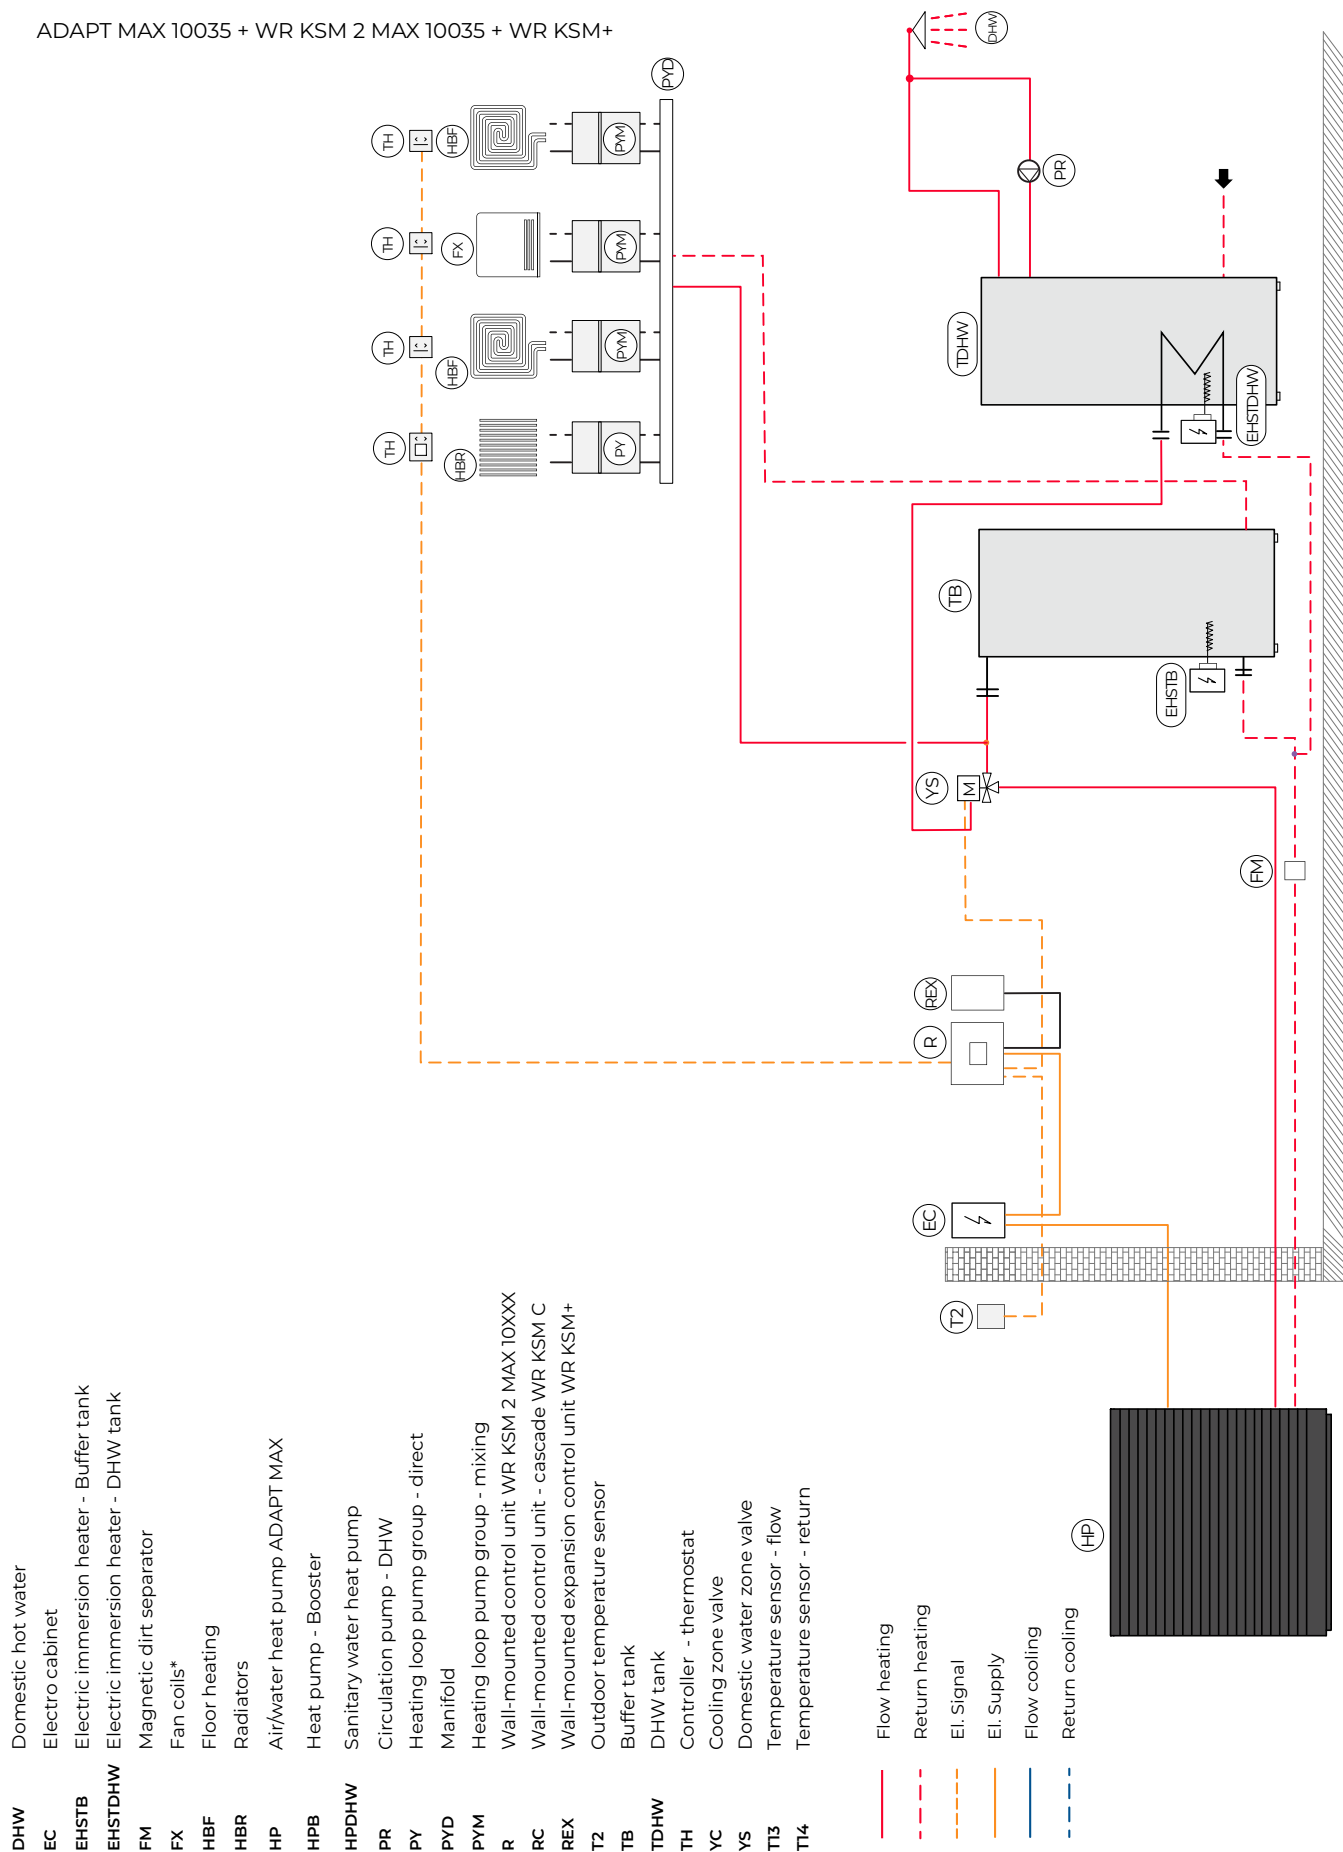 ADAPT MAX 10035 + WR KSM 2 MAX 10035 + WR KSM+
DHW
PYD
TH
HBF
PYM
PR
TH
FX
PYM
TDHW
TH
HBF
PYM
EHSTDHW
TH
HBR
PY
TB
EHSTB
YS
M
FM
REX
R
EC
T2
HP
DHW Domestic hot water
EC Electro cabinet
EHSTB Electric immersion heater - Buffer tank
EHSTDHW Electric immersion heater - DHW tank
FM Magnetic dirt separator
FX Fan coils*
HBF Floor heating
HBR Radiators
HP Air/water heat pump ADAPT MAX
HPB Heat pump - Booster
HPDHW Sanitary water heat pump
PR Circulation pump - DHW
PY Heating loop pump group - direct
PYD Manifold
PYM Heating loop pump group - mixing
R Wall-mounted control unit WR KSM 2 MAX 10XXX
RC Wall-mounted control unit - cascade WR KSM C
REX Wall-mounted expansion control unit WR KSM+
T2 Outdoor temperature sensor
TB Buffer tank
TDHW DHW tank
TH Controller - thermostat
YC Cooling zone valve
YS Domestic water zone valve
T13 Temperature sensor - flow
T14 Temperature sensor - return
Flow heating
Return heating
El. Signal
El. Supply
Flow cooling
Return cooling